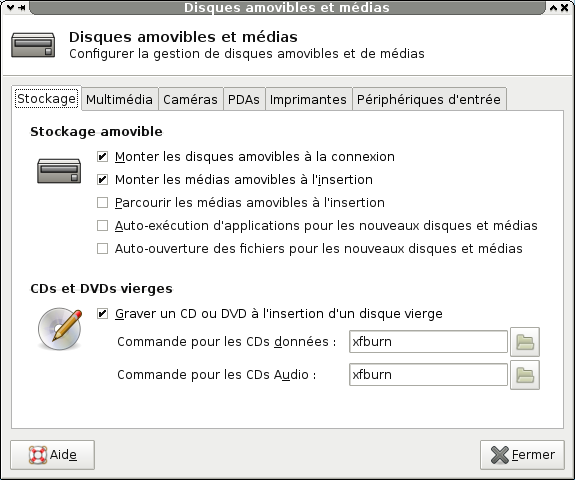 Disques amovibles et médias
Disques amovibles et médias
Configurer la gestion de disques amovibles et de médias
Stockage Multimédia Caméras PDAs Imprimantes Périphériques d'entrée
Stockage amovible
Monter les disques amovibles à la connexion
Monter les médias amovibles à l'insertion
Parcourir les médias amovibles à l'insertion
Auto-exécution d'applications pour les nouveaux disques et médias
Auto-ouverture des fichiers pour les nouveaux disques et médias
CDs et DVDs vierges
Graver un CD ou DVD à l'insertion d'un disque vierge
Commande pour les CDs données : xfburn
Commande pour les CDs Audio : xfburn
Aide Fermer